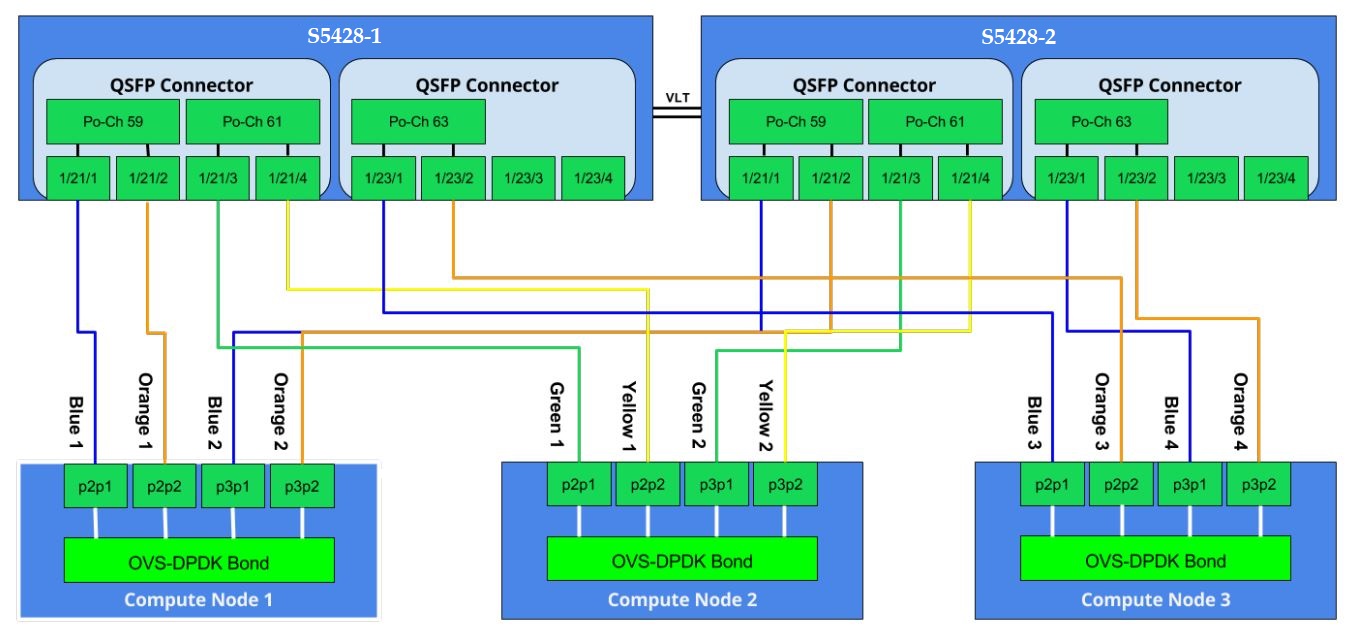 S5428-1
S5428-2
QSFP Connector
QSFP Connector
VLT
QSFP Connector
QSFP Connector
Po-Ch 59
Po-Ch 61
Po-Ch 63
Po-Ch 59
Po-Ch 61
Po-Ch 63
1/21/1
1/21/2
1/21/3
1/21/4
1/23/1
1/23/2
1/23/3
1/23/4
1/21/1
1/21/2
1/21/3
1/21/4
1/23/1
1/23/2
1/23/3
1/23/4
Blue 1
Orange 1
Blue 2
Orange 2
Green 1
Yellow 1
Green 2
Yellow 2
Blue 3
Orange 3
Blue 4
Orange 4
p2p1
p2p2
p3p1
p3p2
p2p1
p2p2
p3p1
p3p2
p2p1
p2p2
p3p1
p3p2
OVS-DPDK Bond
OVS-DPDK Bond
OVS-DPDK Bond
Compute Node 1
Compute Node 2
Compute Node 3